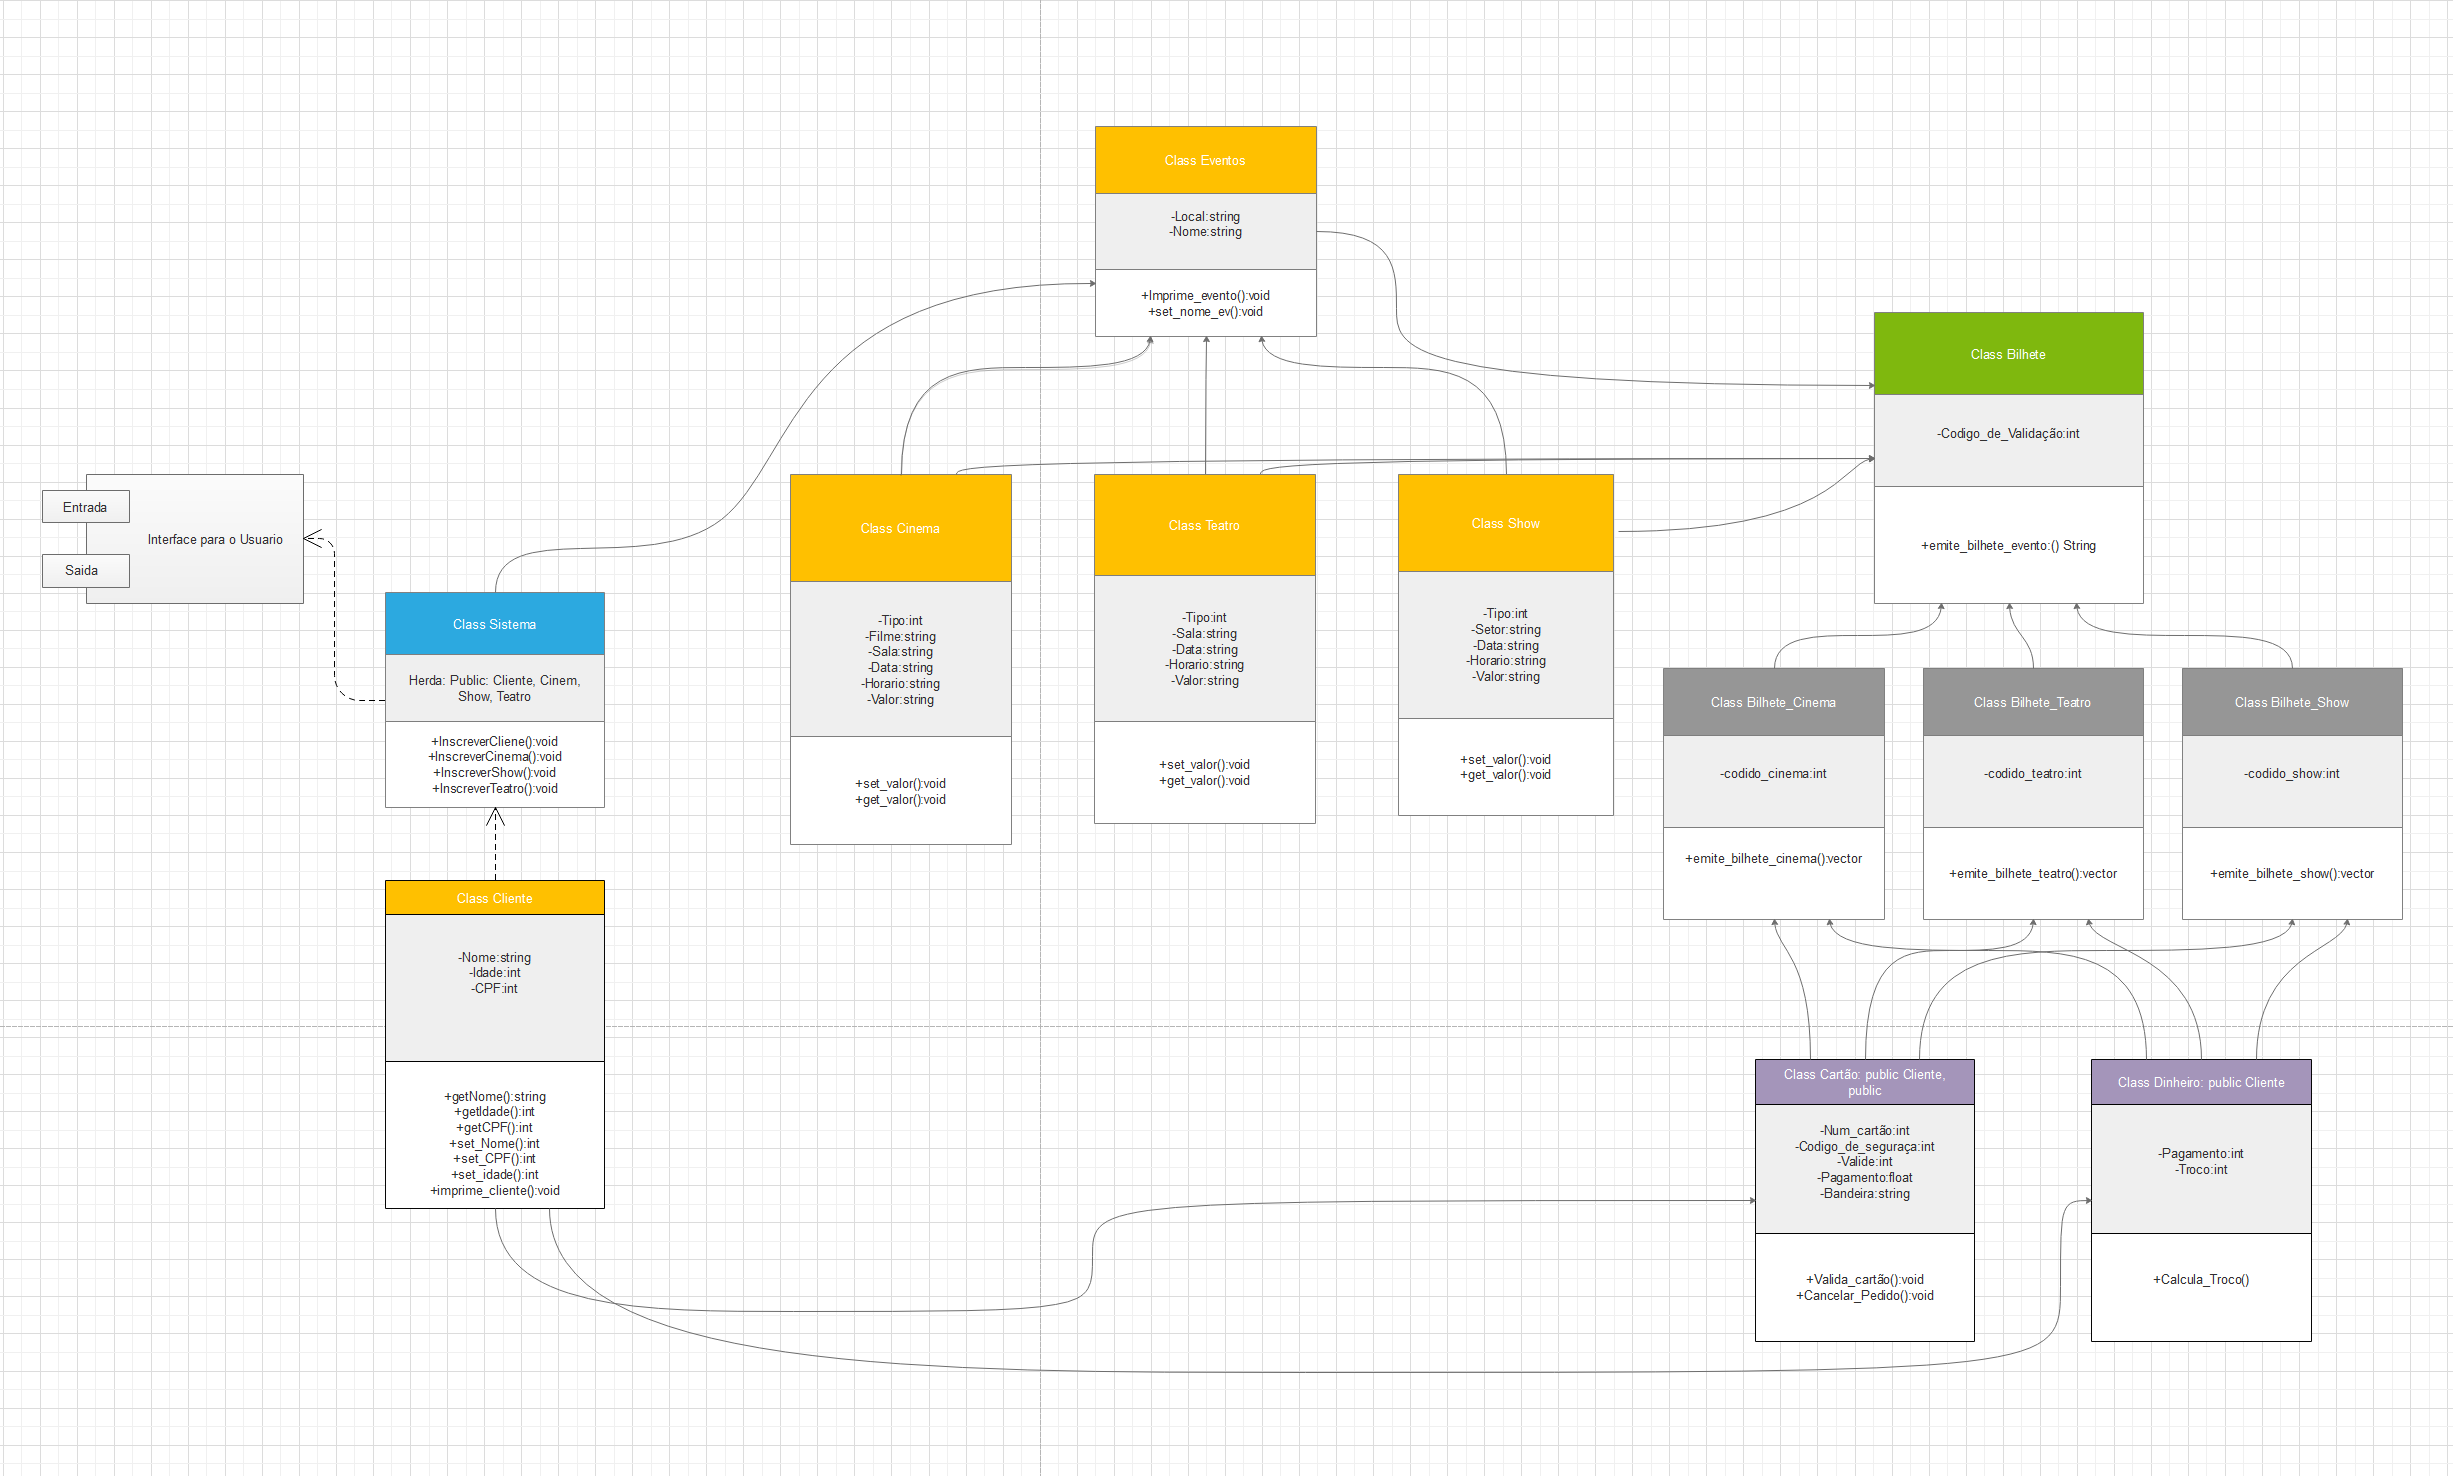 Class Eventos
-Local:string
-Nome:string
+Imprime_evento():void
+set_nome_ev():void
Class Bilhete
-Codigo_de_Validação:int
+emite_bilhete_evento:() String
Entrada
Interface para o Usuario
Saida
Class Sistema
Herda: Public: Cliente, Cinem,
Show, Teatro
+InscreverCliene():void
+InscreverCinema():void
+InscreverShow():void
+InscreverTeatro():void
Class Cinema
-Tipo:int
-Filme:string
-Sala:string
-Data:string
-Horario:string
-Valor:string
+set_valor():void
+get_valor():void
Class Teatro
-Tipo:int
-Sala:string
-Data:string
-Horario:string
-Valor:string
+set_valor():void
+get_valor():void
Class Show
-Tipo:int
-Setor:string
-Data:string
-Horario:string
-Valor:string
+set_valor():void
+get_valor():void
Class Bilhete_Cinema
-codido_cinema:int
+emite_bilhete_cinema():vector
Class Bilhete_Teatro
-codido_teatro:int
+emite_bilhete_teatro():vector
Class Bilhete_Show
-codido_show:int
+emite_bilhete_show():vector
Class Cliente
-Nome:string
-Idade:int
-CPF:int
+getNome():string
+getIdade():int
+getCPF():int
+set_Nome():int
+set_CPF():int
+set_idade():int
+imprime_cliente():void
Class Cartão: public Cliente,
public
-Num_cartão:int
-Codigo_de_seguraça:int
-Valide:int
-Pagamento:float
-Bandeira:string
+Valida_cartão():void
+Cancelar_Pedido():void
Class Dinheiro: public Cliente
-Pagamento:int
-Troco:int
+Calcula_Troco()